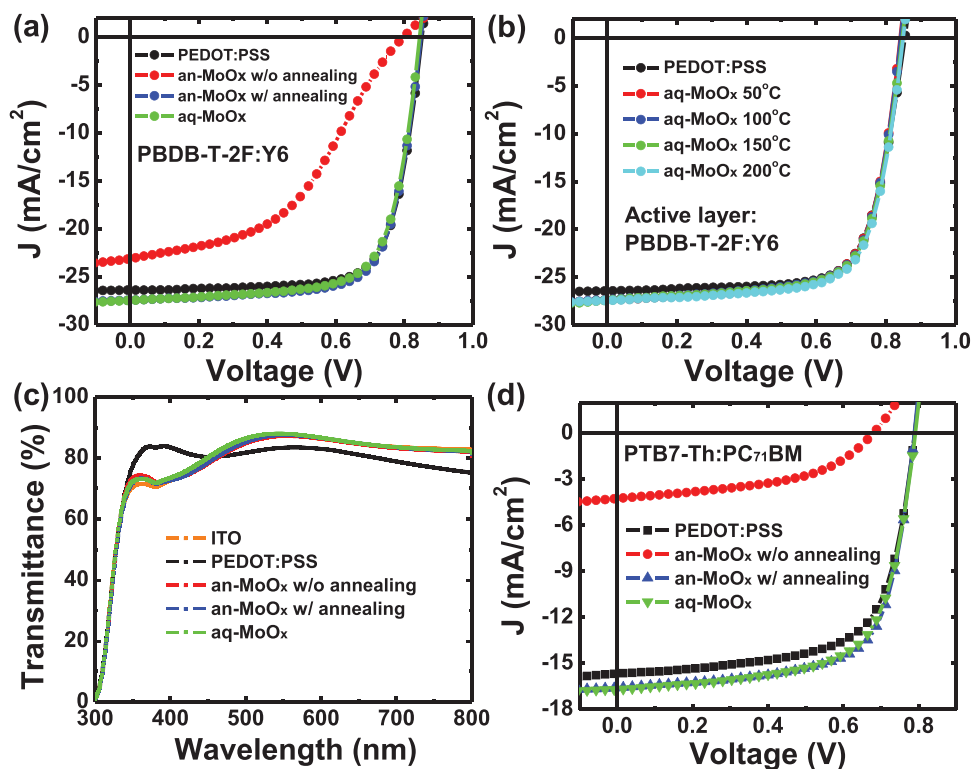 (a)
0
-5
-10
-15
-20
-25
-30
J (mA/cm²)
PEDOT:PSS
an-MoOx w/o annealing
an-MoOx w/ annealing
aq-MoOx
PBDB-T-2F:Y6
0.0 0.2 0.4 0.6 0.8 1.0
Voltage (V)
(b)
0
-5
-10
-15
-20
-25
-30
J (mA/cm²)
PEDOT:PSS
aq-MoOx 50°C
aq-MoOx 100°C
aq-MoOx 150°C
aq-MoOx 200°C
Active layer:
PBDB-T-2F:Y6
0.0 0.2 0.4 0.6 0.8 1.0
Voltage (V)
(c)
100
80
60
40
20
0
Transmittance (%)
ITO
PEDOT:PSS
an-MoOx w/o annealing
an-MoOx w/ annealing
aq-MoOx
300 400 500 600 700 800
Wavelength (nm)
(d)
0
-3
-6
-9
-12
-15
-18
J (mA/cm²)
PTB7-Th:PC₇₁BM
PEDOT:PSS
an-MoOx w/o annealing
an-MoOx w/ annealing
aq-MoOx
0.0 0.2 0.4 0.6 0.8
Voltage (V)